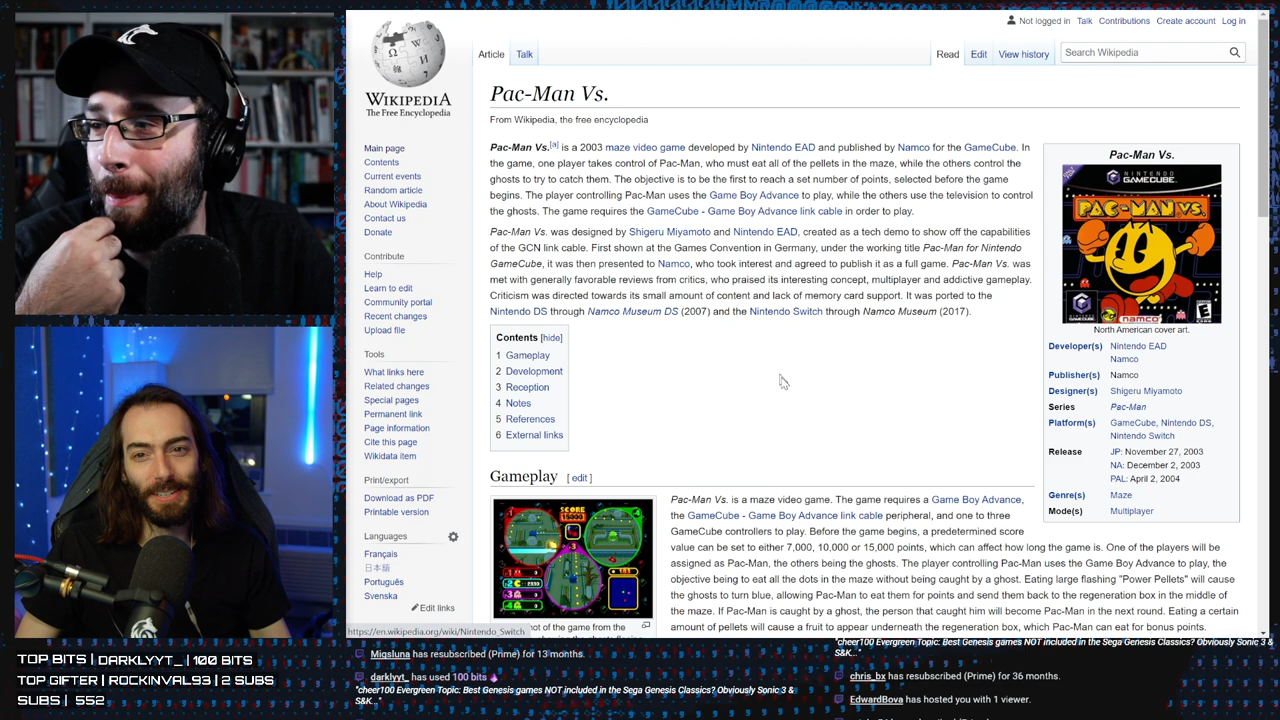 WIKIPEDIA
The Free Encyclopedia
Main page
Contents
Current events
Random article
About Wikipedia
Contact us
Donate
Contribute
Help
Learn to edit
Community portal
Recent changes
Upload file
Tools
What links here
Related changes
Special pages
Permanent link
Page information
Cite this page
Wikidata item
Print/export
Download as PDF
Printable version
Languages
Français
日本語
Português
Svenska
Edit links
https://en.wikipedia.org/wiki/Nintendo_Switch
Not logged in Talk Contributions Create account Log in
Article Talk
Read Edit View history
Search Wikipedia
Pac-Man Vs.
From Wikipedia, the free encyclopedia
Pac-Man Vs.[a] is a 2003 maze video game developed by Nintendo EAD and published by Namco for the GameCube. In
the game, one player takes control of Pac-Man, who must eat all of the pellets in the maze, while the others control the
ghosts to try to catch them. The objective is to be the first to reach a set number of points, selected before the game
begins. The player controlling Pac-Man uses the Game Boy Advance to play, while the others use the television to control
the ghosts. The game requires the GameCube - Game Boy Advance link cable in order to play.
Pac-Man Vs. was designed by Shigeru Miyamoto and Nintendo EAD, created as a tech demo to show off the capabilities
of the GCN link cable. First shown at the Games Convention in Germany, under the working title Pac-Man for Nintendo
GameCube, it was then presented to Namco, who took interest and agreed to publish it as a full game. Pac-Man Vs. was
met with generally favorable reviews from critics, who praised its interesting concept, multiplayer and addictive gameplay.
Criticism was directed towards its small amount of content and lack of memory card support. It was ported to the
Nintendo DS through Namco Museum DS (2007) and the Nintendo Switch through Namco Museum (2017).
Contents [hide]
1 Gameplay
2 Development
3 Reception
4 Notes
5 References
6 External links
Pac-Man Vs.
NINTENDO
GAMECUBE
PAC-MAN VS.
namco
North American cover art.
Developer(s) Nintendo EAD
Namco
Publisher(s) Namco
Designer(s) Shigeru Miyamoto
Series Pac-Man
Platform(s) GameCube, Nintendo DS,
Nintendo Switch
Release JP: November 27, 2003
NA: December 2, 2003
PAL: April 2, 2004
Genre(s) Maze
Mode(s) Multiplayer
Gameplay [ edit ]
SCORE
Pac-Man Vs. is a maze video game. The game requires a Game Boy Advance,
the GameCube - Game Boy Advance link cable peripheral, and one to three
GameCube controllers to play. Before the game begins, a predetermined score
value can be set to either 7,000, 10,000 or 15,000 points, which can affect how long the game is. One of the players will be
assigned as Pac-Man, the others being the ghosts. The player controlling Pac-Man uses the Game Boy Advance to play, the
objective being to eat all the dots in the maze without being caught by a ghost. Eating large flashing "Power Pellets" will cause
the ghosts to turn blue, allowing Pac-Man to eat them for points and send them back to the regeneration box in the middle of
the maze. If Pac-Man is caught by a ghost, the person that caught him will become Pac-Man in the next round. Eating a certain
amount of pellets will cause a fruit to appear underneath the regeneration box, which Pac-Man can eat for bonus points.
ot of the game from the
TOP BITS | DARKLYYT_ | 100 BITS
TOP GIFTER | ROCKINVAL93 | 2 SUBS
SUBS | 552
Migsluna has resubscribed (Prime) for 13 months.
darklyyt_ has used 100 bits
"cheer100 Evergreen Topic: Best Genesis games NOT included in the Sega Genesis Classics? Obviously Sonic 3 &
S&K..."
"cheer100 Evergreen Topic: Best Genesis games NOT included in the Sega Genesis Classics? Obviously Sonic 3 &
S&K..."
chris_bx has resubscribed (Prime) for 36 months.
EdwardBova has hosted you with 1 viewer.